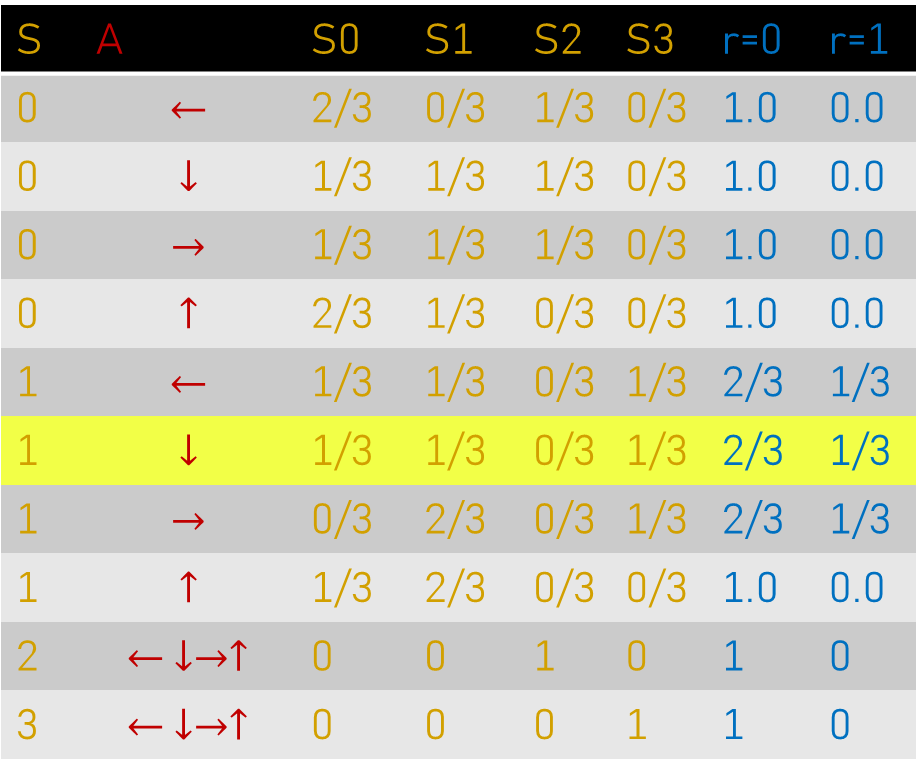 S A S0 S1 S2 S3 r=0 r=1
0 ← 2/3 0/3 1/3 0/3 1.0 0.0
0 ↓ 1/3 1/3 1/3 0/3 1.0 0.0
0 → 1/3 1/3 1/3 0/3 1.0 0.0
0 ↑ 2/3 1/3 0/3 0/3 1.0 0.0
1 ← 1/3 1/3 0/3 1/3 2/3 1/3
1 ↓ 1/3 1/3 0/3 1/3 2/3 1/3
1 → 0/3 2/3 0/3 1/3 2/3 1/3
1 ↑ 1/3 2/3 0/3 0/3 1.0 0.0
2 ← ↓→↑ 0 0 1 0 1 0
3 ← ↓→↑ 0 0 0 1 1 0